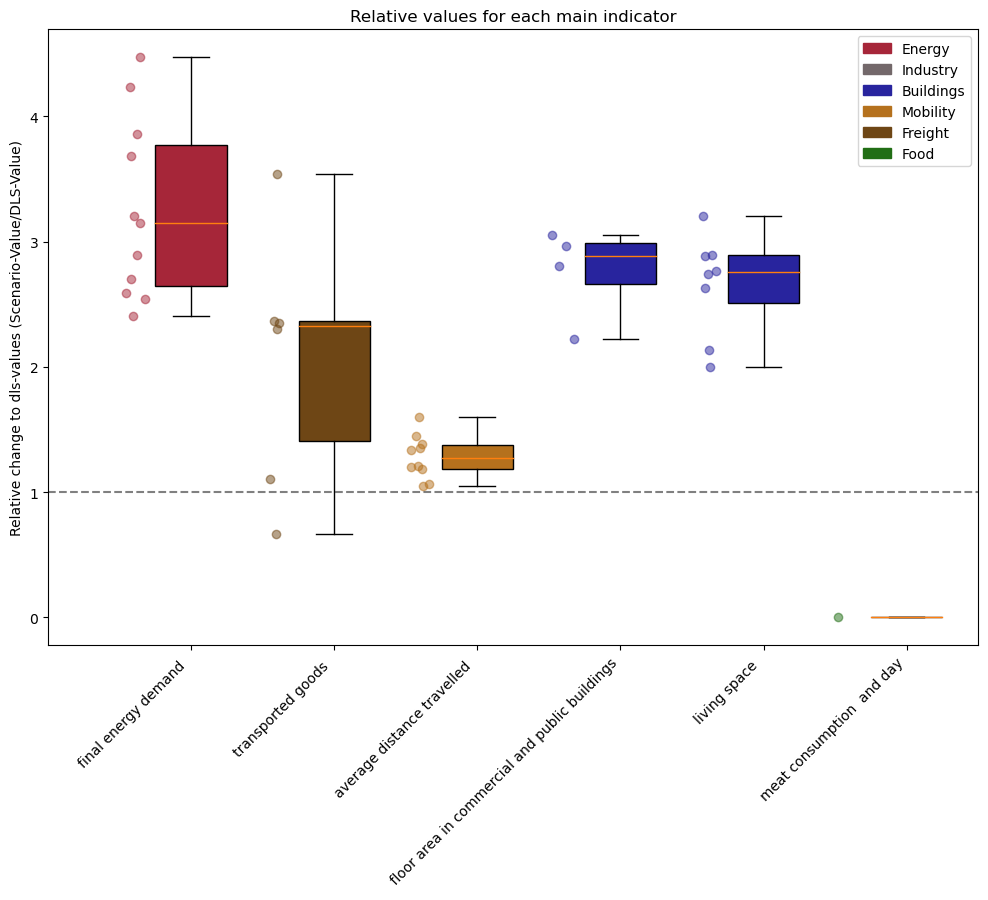 Relative values for each main indicator
Relative change to dls-values (Scenario-Value/DLS-Value)
4
3
2
1
0
Energy
Industry
Buildings
Mobility
Freight
Food
final energy demand
transported goods
average distance travelled
floor area in commercial and public buildings
living space
meat consumption  and day